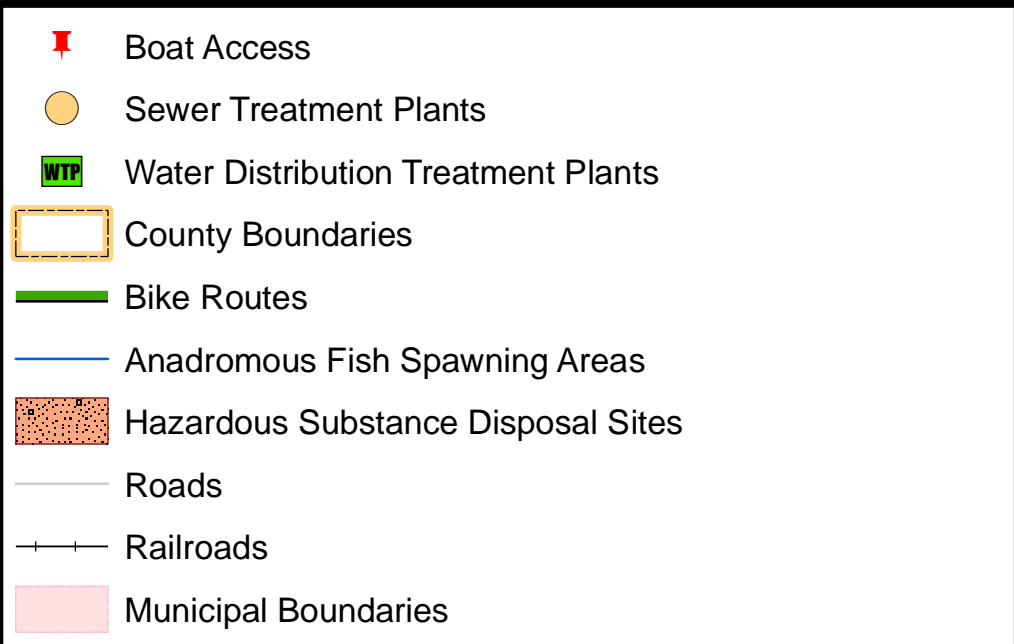 Boat Access
Sewer Treatment Plants
WTP Water Distribution Treatment Plants
County Boundaries
Bike Routes
Anadromous Fish Spawning Areas
Hazardous Substance Disposal Sites
Roads
Railroads
Municipal Boundaries